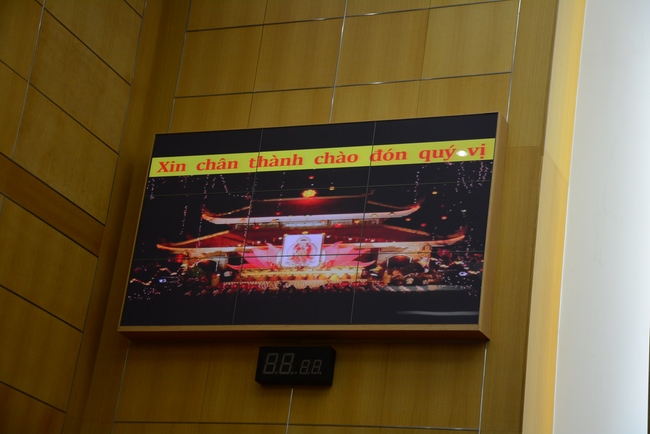 Xin chân thành chào đón quý vị